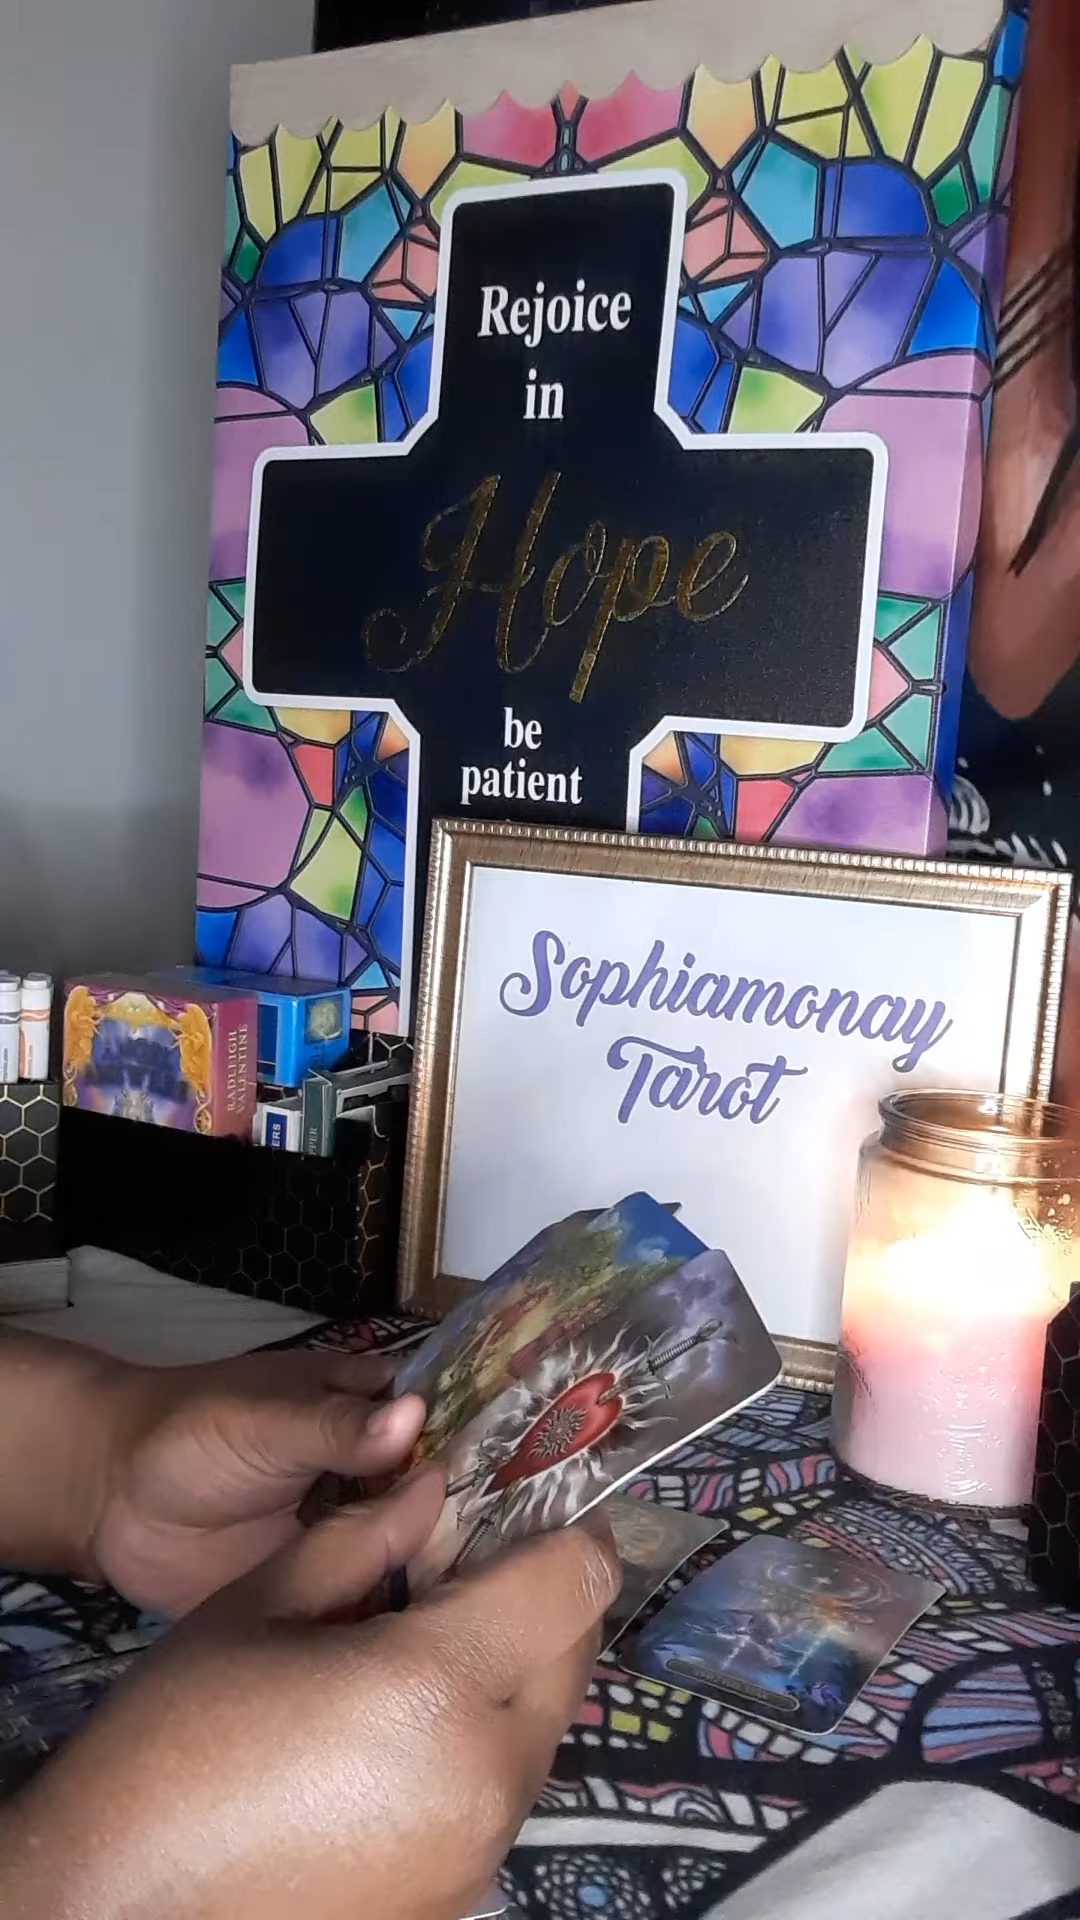 Rejoice
in
Hope
be
patient
Sophiamonay
Tarot
RADLEIGH
VALENTINE